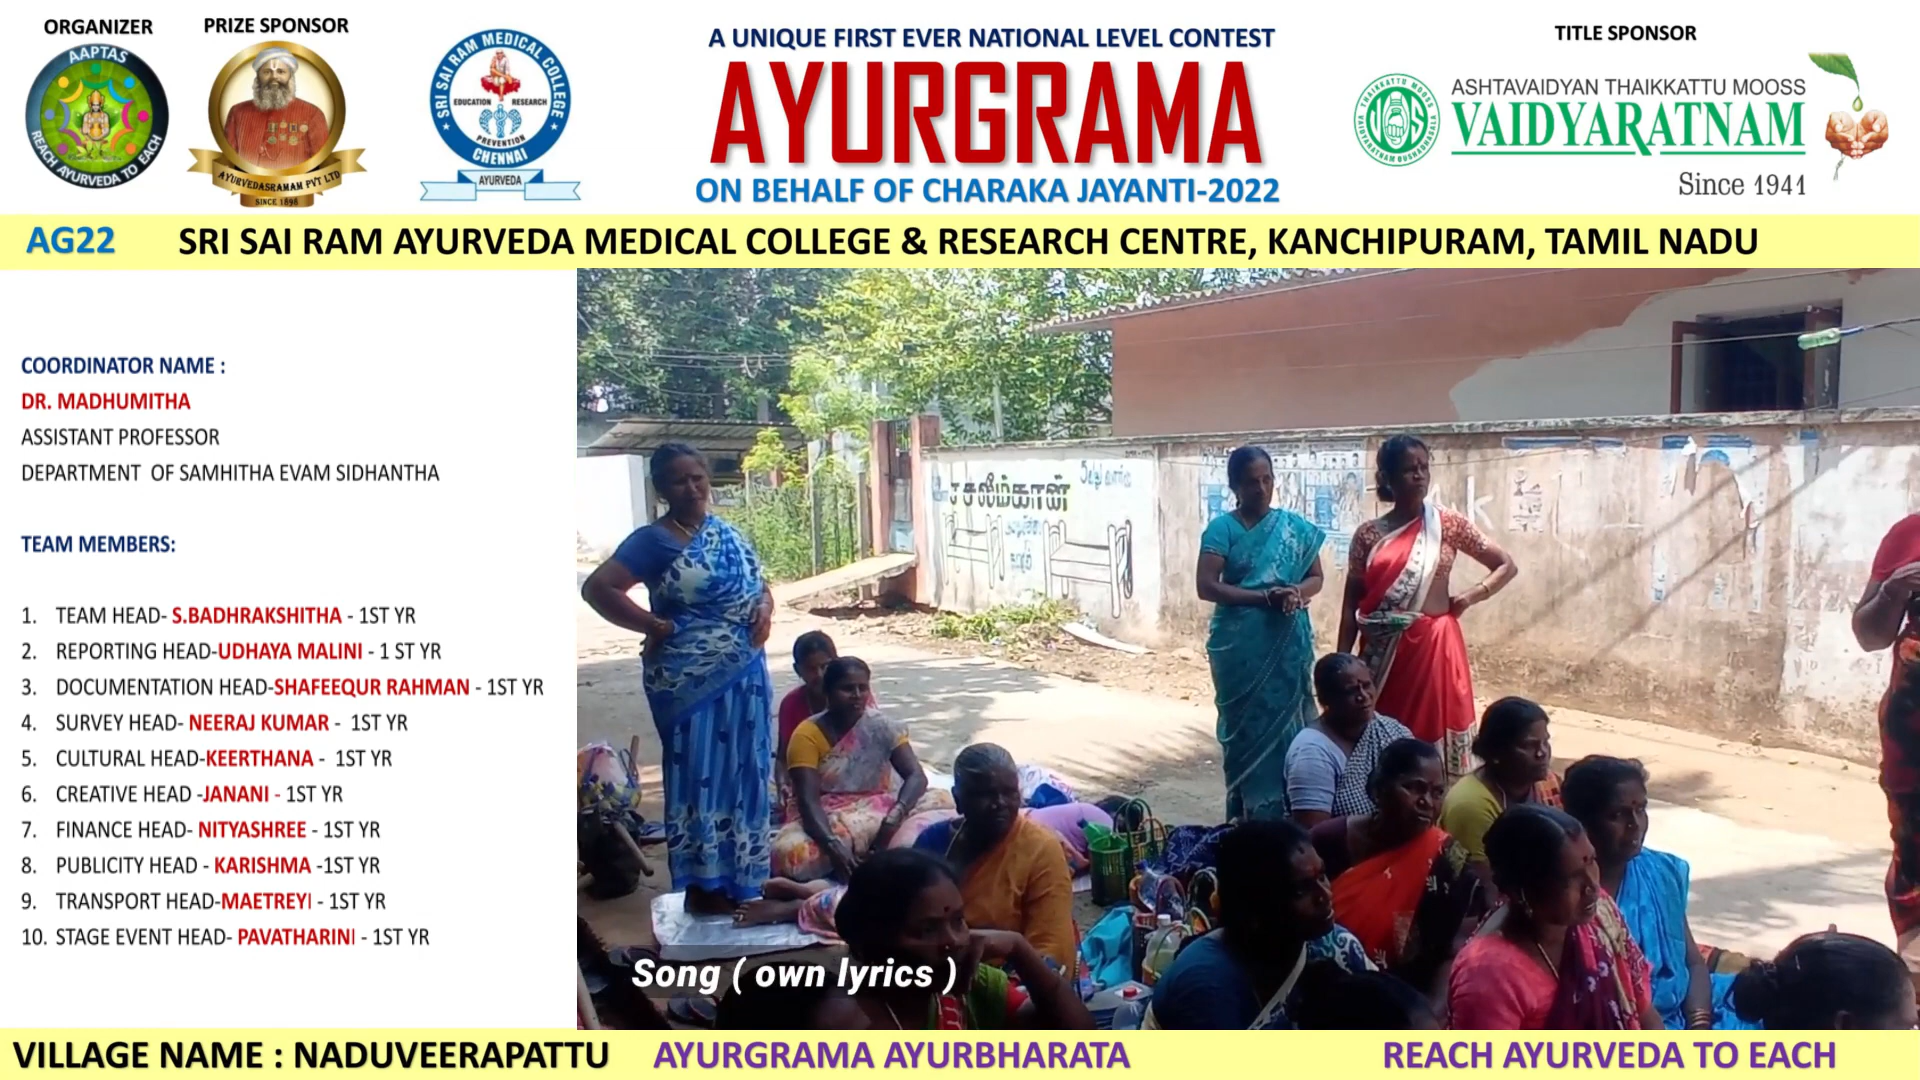 ORGANIZER
AAPTAS
REACH AYURVEDA TO EACH
PRIZE SPONSOR
AYURVEDASRAMAM PVT LTD
SINCE 1898
SRI SAI RAM MEDICAL COLLEGE
EDUCATION RESEARCH
PREVENTION
CHENNAI
AYURVEDA
A UNIQUE FIRST EVER NATIONAL LEVEL CONTEST
AYURGRAMA
ON BEHALF OF CHARAKA JAYANTI-2022
TITLE SPONSOR
THAIKKATTU MOOSS
VAIDYARATNAM OUSHADHASALA
ASHTAVAIDYAN THAIKKATTU MOOSS
VAIDYARATNAM
Since 1941
AG22 SRI SAI RAM AYURVEDA MEDICAL COLLEGE & RESEARCH CENTRE, KANCHIPURAM, TAMIL NADU
COORDINATOR NAME :
DR. MADHUMITHA
ASSISTANT PROFESSOR
DEPARTMENT OF SAMHITHA EVAM SIDHANTHA
TEAM MEMBERS:
1. TEAM HEAD- S.BADHRAKSHITHA - 1ST YR
2. REPORTING HEAD-UDHAYA MALINI - 1 ST YR
3. DOCUMENTATION HEAD-SHAFEEQUR RAHMAN - 1ST YR
4. SURVEY HEAD- NEERAJ KUMAR - 1ST YR
5. CULTURAL HEAD-KEERTHANA - 1ST YR
6. CREATIVE HEAD -JANANI - 1ST YR
7. FINANCE HEAD- NITYASHREE - 1ST YR
8. PUBLICITY HEAD - KARISHMA -1ST YR
9. TRANSPORT HEAD-MAETREYI - 1ST YR
10. STAGE EVENT HEAD- PAVATHARINI - 1ST YR
Song ( own lyrics )
VILLAGE NAME : NADUVEERAPATTU AYURGRAMA AYURBHARATA REACH AYURVEDA TO EACH